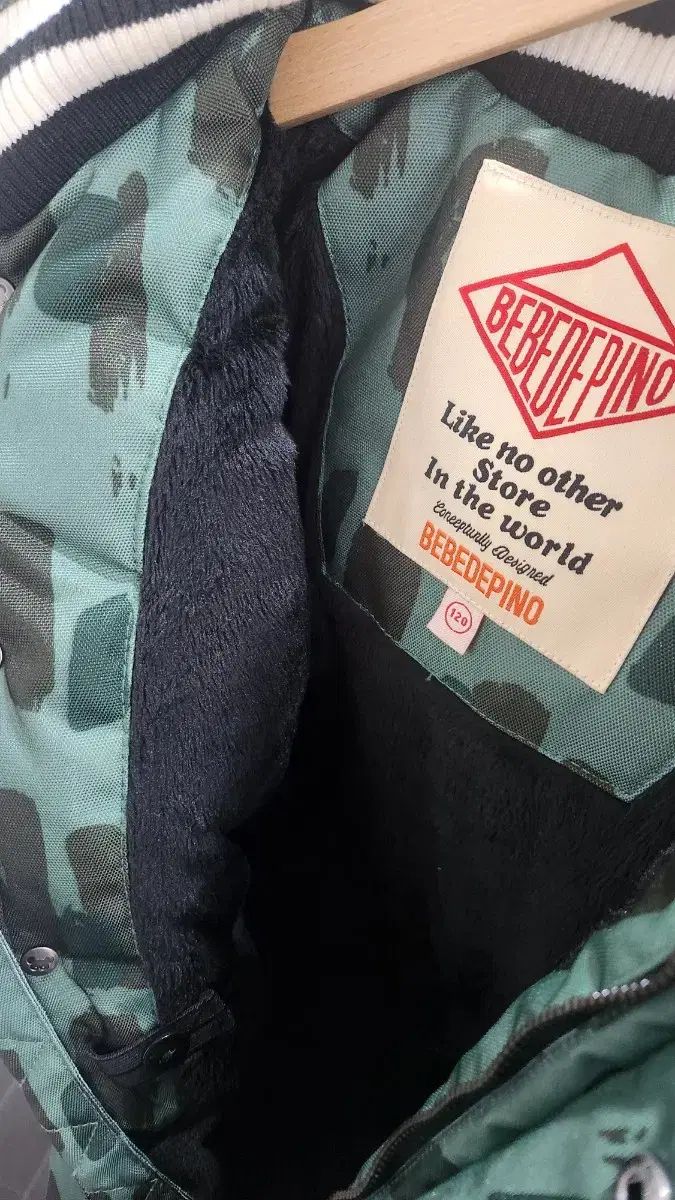 BEBEDEPINO
Like no other
Store
In the world
Conceptually Designed
BEBEDEPINO
120